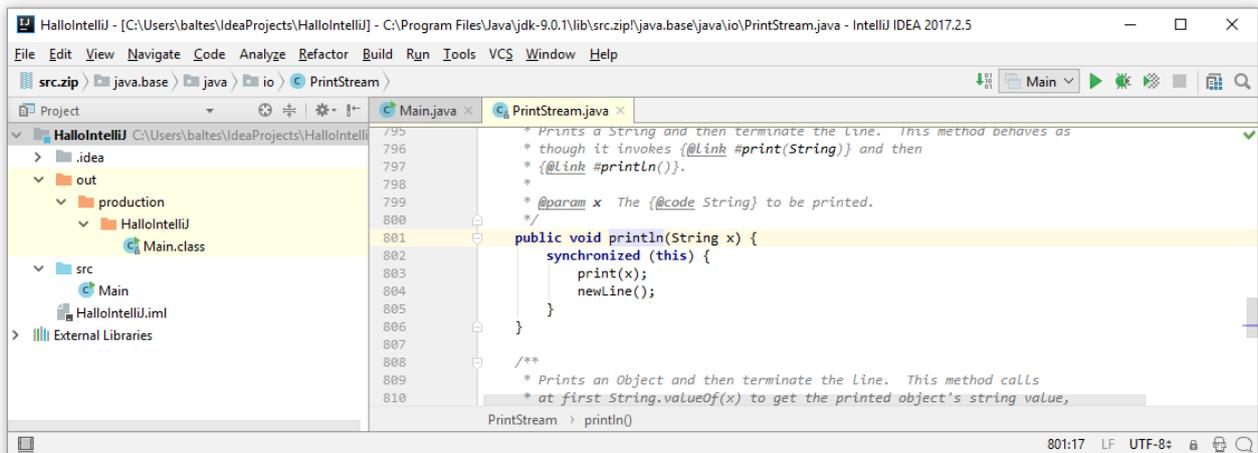 HalloIntelliJ - [C:\Users\baltes\IdeaProjects\HalloIntelliJ] - C:\Program Files\Java\jdk-9.0.1\lib\src.zip!\java.base\java\io\PrintStream.java - IntelliJ IDEA 2017.2.5
File Edit View Navigate Code Analyze Refactor Build Run Tools VCS Window Help
src.zip java.base java io PrintStream Main
Project
Main.java PrintStream.java
HalloIntelliJ C:\Users\baltes\IdeaProjects\HalloIntelli
.idea
out
production
HalloIntelliJ
Main.class
src
Main
HalloIntelliJ.iml
External Libraries
795 * Prints a String and then terminate the line. This method behaves as
796 * though it invokes {@link #print(String)} and then
797 * {@link #println()}.
798 *
799 * @param x The {@code String} to be printed.
800 */
801 public void println(String x) {
802 synchronized (this) {
803 print(x);
804 newLine();
805 }
806 }
807
808 /**
809 * Prints an Object and then terminate the line. This method calls
810 * at first String.valueOf(x) to get the printed object's string value,
PrintStream println()
801:17 LF UTF-8